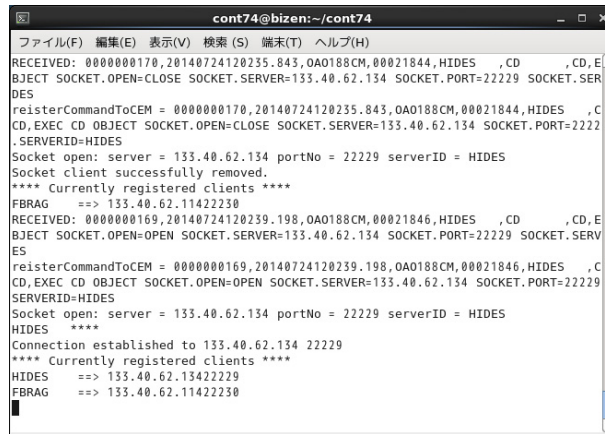 cont74@bizen:~/cont74
ファイル(F) 編集(E) 表示(V) 検索 (S) 端末(T) ヘルプ(H)
RECEIVED: 0000000170,20140724120235.843,OAO188CM,00021844,HIDES   ,CD      ,CD,E
BJECT SOCKET.OPEN=CLOSE SOCKET.SERVER=133.40.62.134 SOCKET.PORT=22229 SOCKET.SER
DES
reisterCommandToCEM = 0000000170,20140724120235.843,OAO188CM,00021844,HIDES   ,C
CD,EXEC CD OBJECT SOCKET.OPEN=CLOSE SOCKET.SERVER=133.40.62.134 SOCKET.PORT=2222
.SERVERID=HIDES
Socket open: server = 133.40.62.134 portNo = 22229 serverID = HIDES
Socket client successfully removed.
**** Currently registered clients ****
FBRAG   ==> 133.40.62.11422230
RECEIVED: 0000000169,20140724120239.198,OAO188CM,00021846,HIDES   ,CD      ,CD,E
BJECT SOCKET.OPEN=OPEN SOCKET.SERVER=133.40.62.134 SOCKET.PORT=22229 SOCKET.SERV
ES
reisterCommandToCEM = 0000000169,20140724120239.198,OAO188CM,00021846,HIDES   ,C
CD,EXEC CD OBJECT SOCKET.OPEN=OPEN SOCKET.SERVER=133.40.62.134 SOCKET.PORT=22229
SERVERID=HIDES
Socket open: server = 133.40.62.134 portNo = 22229 serverID = HIDES
HIDES   ****
Connection established to 133.40.62.134 22229
**** Currently registered clients ****
HIDES   ==> 133.40.62.13422229
FBRAG   ==> 133.40.62.11422230